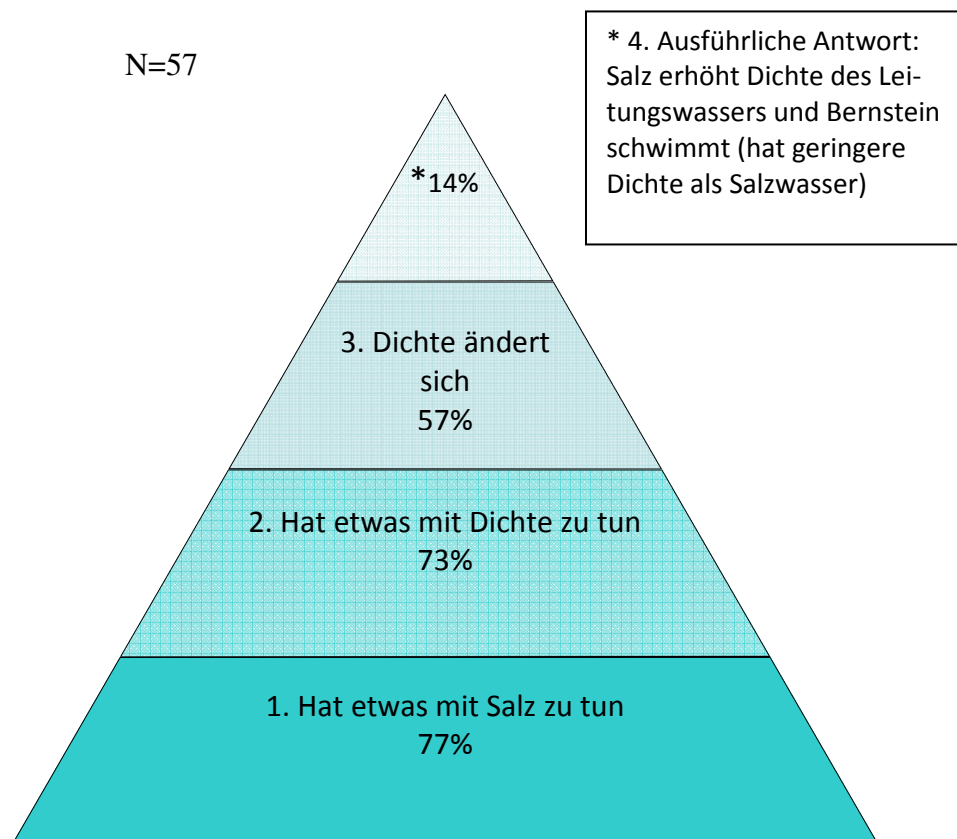 N=57
* 4. Ausführliche Antwort:
Salz erhöht Dichte des Lei-
tungswassers und Bernstein
schwimmt (hat geringere
Dichte als Salzwasser)
*14%
3. Dichte ändert
sich
57%
2. Hat etwas mit Dichte zu tun
73%
1. Hat etwas mit Salz zu tun
77%